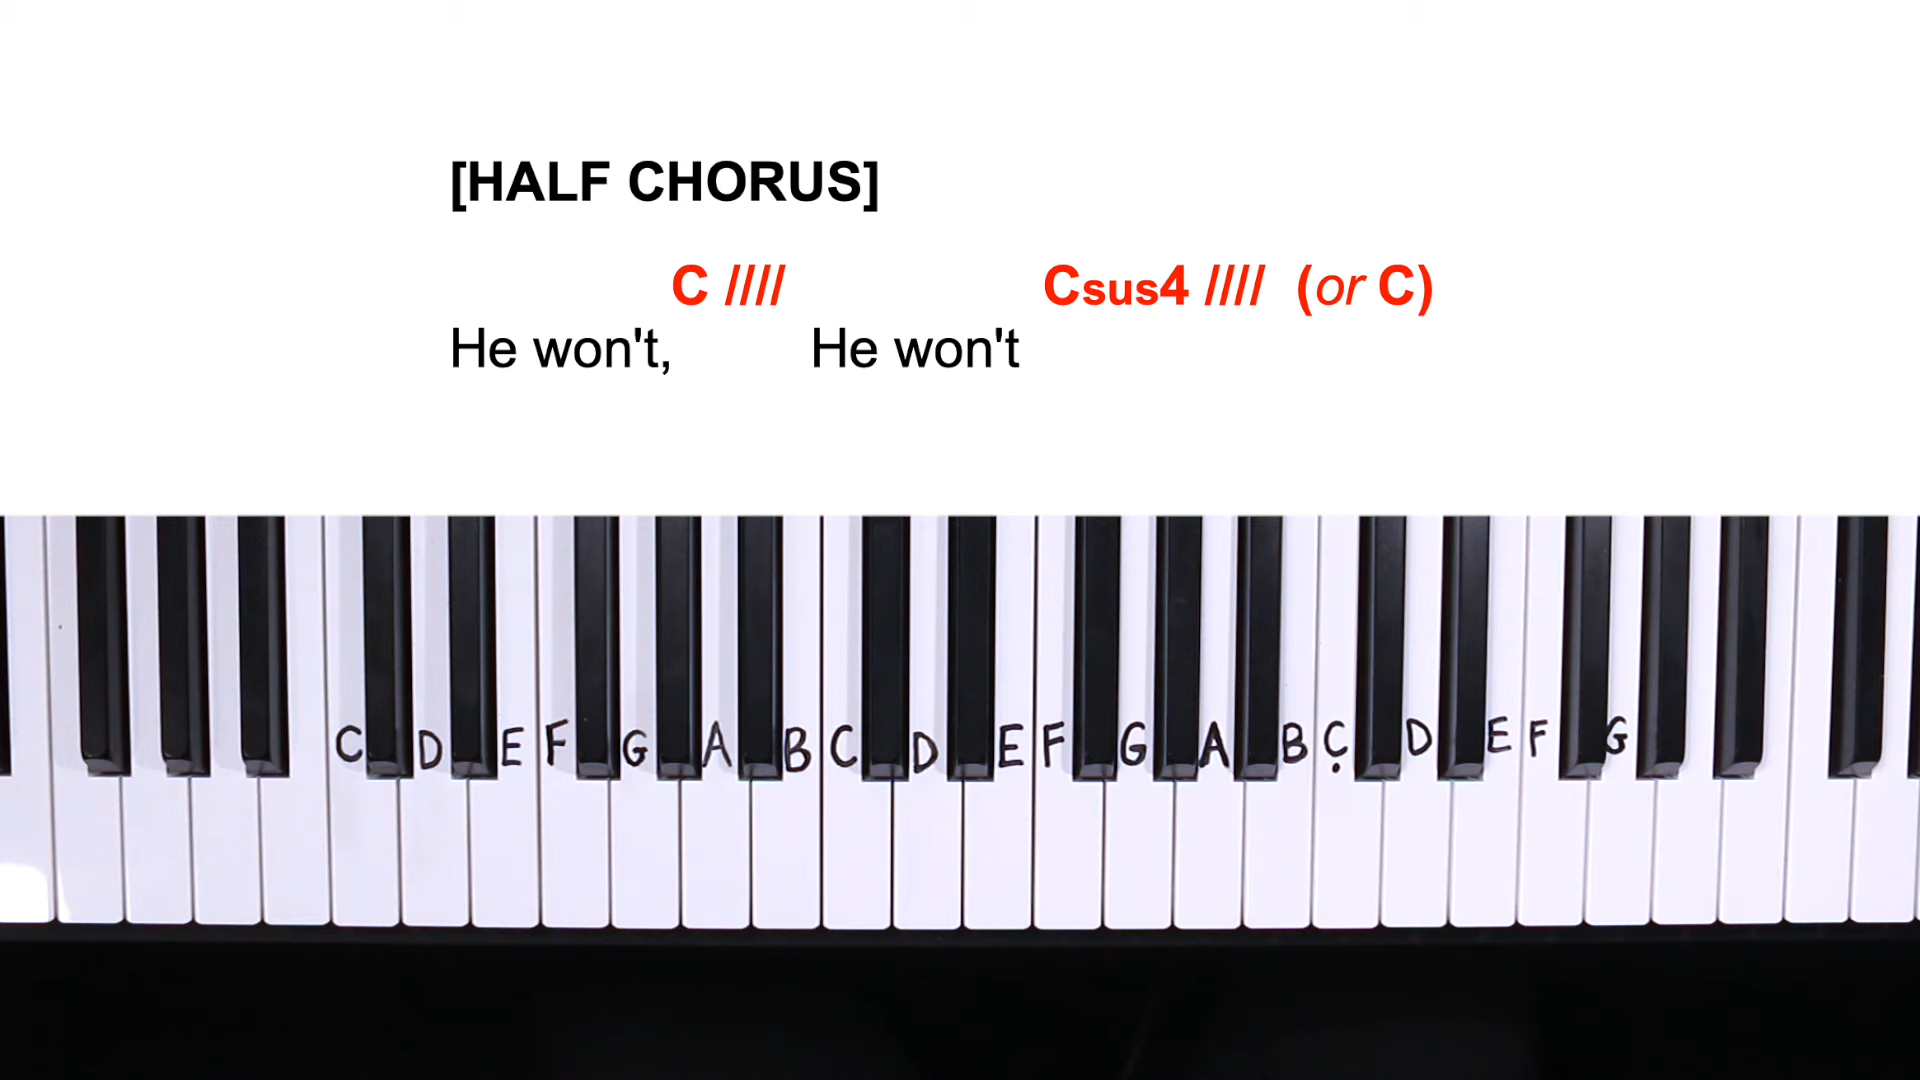 [HALF CHORUS]
C //// Csus4 //// (or C)
He won't, He won't
C D E F G A B C D E F G A B C D E F G